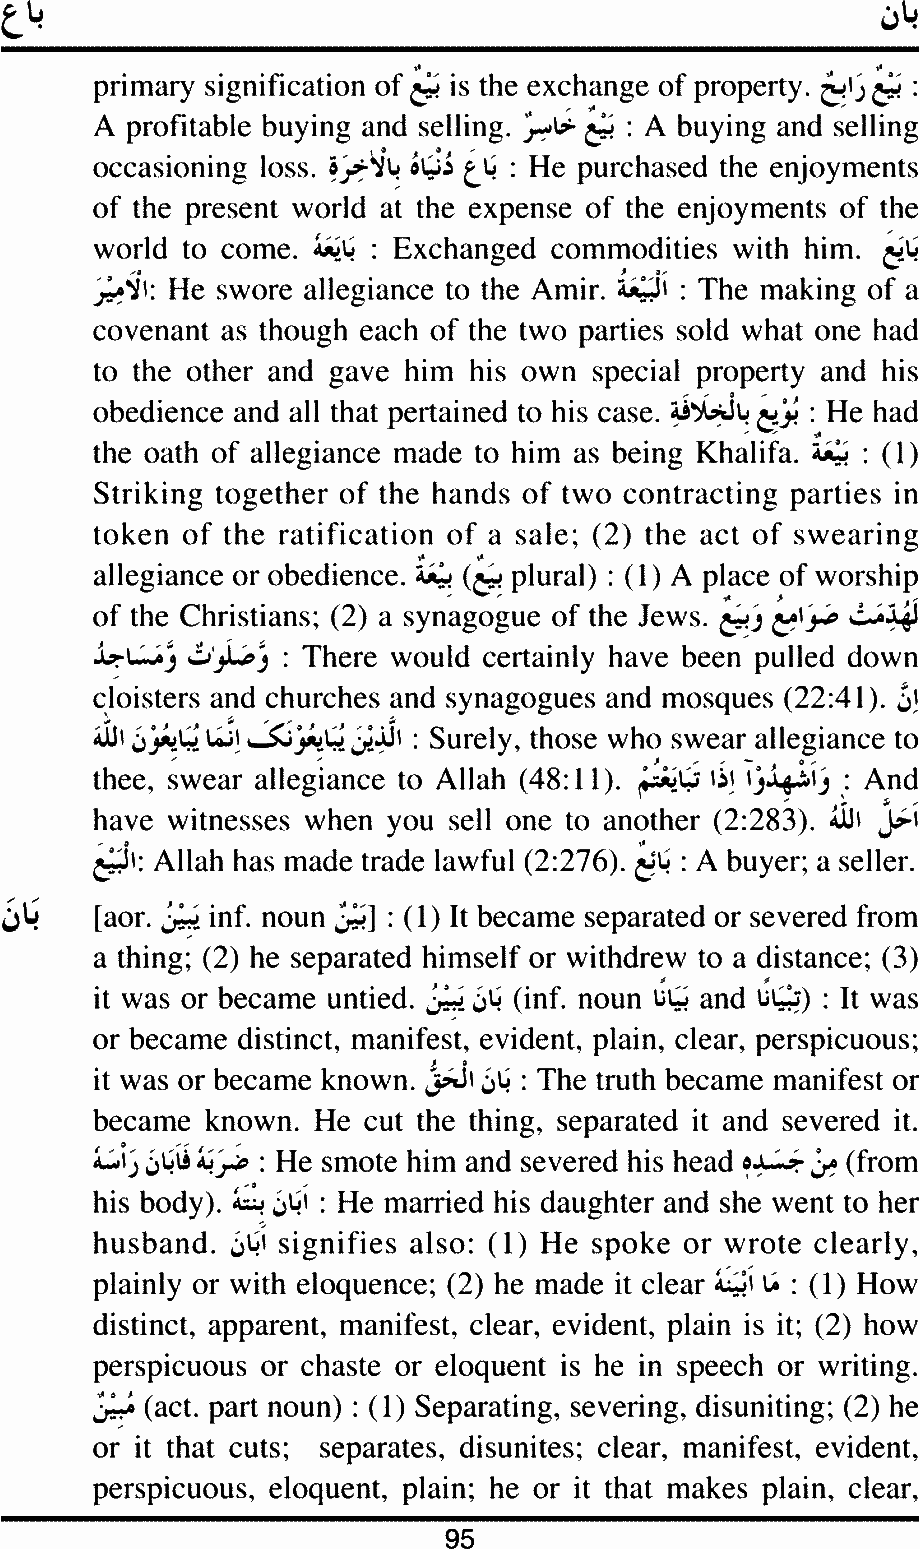 باع بان
primary signification of بَيْعٌ is the exchange of property. بَيْعٌ رَابِحٌ :
A profitable buying and selling. بَيْعٌ خَاسِرٌ : A buying and selling
occasioning loss. بَاعَ دُنْيَاهُ بِالْاٰخِرَةِ : He purchased the enjoyments
of the present world at the expense of the enjoyments of the
world to come. بَايَعَهُ : Exchanged commodities with him. بَايَعَ
الْاَمِيْرَ: He swore allegiance to the Amir. اَلْبَيْعَةُ : The making of a
covenant as though each of the two parties sold what one had
to the other and gave him his own special property and his
obedience and all that pertained to his case. بُوْيِعَ بِالْخِلَافَةِ : He had
the oath of allegiance made to him as being Khalifa. بَيْعَةٌ : (1)
Striking together of the hands of two contracting parties in
token of the ratification of a sale; (2) the act of swearing
allegiance or obedience. بِيْعَةٌ (بِيَعٌ plural) : (1) A place of worship
of the Christians; (2) a synagogue of the Jews. لَهُدِّمَتْ صَوَامِعُ وَبِيَعٌ
وَّصَلَوٰتٌ وَّمَسَاجِدُ : There would certainly have been pulled down
cloisters and churches and synagogues and mosques (22:41). اِنَّ
الَّذِيْنَ يُبَايِعُوْنَكَ اِنَّمَا يُبَايِعُوْنَ اللّٰهَ : Surely, those who swear allegiance to
thee, swear allegiance to Allah (48:11). وَاَشْهِدُوْآ اِذَا تَبَايَعْتُمْ : And
have witnesses when you sell one to another (2:283). اَحَلَّ اللّٰهُ
الْبَيْعَ: Allah has made trade lawful (2:276). بَائِعٌ : A buyer; a seller.
بَانَ [aor. يَبِيْنُ inf. noun بَيْنٌ] : (1) It became separated or severed from
a thing; (2) he separated himself or withdrew to a distance; (3)
it was or became untied. بَانَ يَبِيْنُ (inf. noun بَيَانًا and تِبْيَانًا) : It was
or became distinct, manifest, evident, plain, clear, perspicuous;
it was or became known. بَانَ الْحَقُّ : The truth became manifest or
became known. He cut the thing, separated it and severed it.
ضَرَبَهُ فَاَبَانَ رَاْسَهُ : He smote him and severed his head مِنْ جَسَدِهِ (from
his body). اَبَانَ بِنْتَهُ : He married his daughter and she went to her
husband. اَبَانَ signifies also: (1) He spoke or wrote clearly,
plainly or with eloquence; (2) he made it clear مَا اَبْيَنَهُ : (1) How
distinct, apparent, manifest, clear, evident, plain is it; (2) how
perspicuous or chaste or eloquent is he in speech or writing.
مُبِيْنٌ (act. part noun) : (1) Separating, severing, disuniting; (2) he
or it that cuts; separates, disunites; clear, manifest, evident,
perspicuous, eloquent, plain; he or it that makes plain, clear,
95